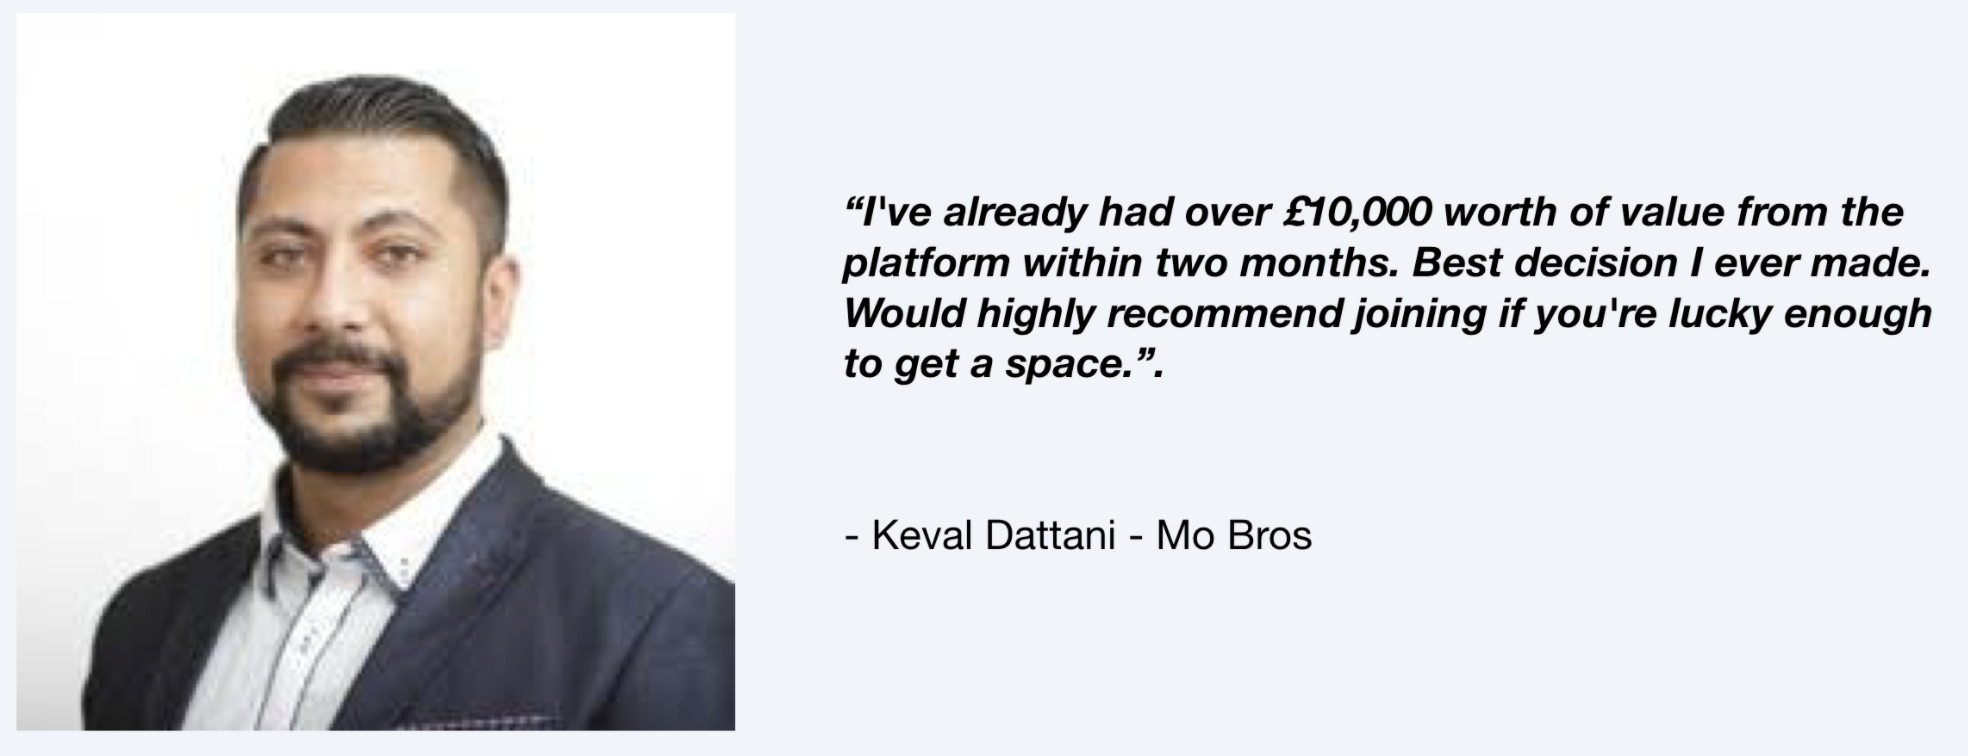 “I've already had over £10,000 worth of value from the
platform within two months. Best decision I ever made.
Would highly recommend joining if you're lucky enough
to get a space.”.
- Keval Dattani - Mo Bros